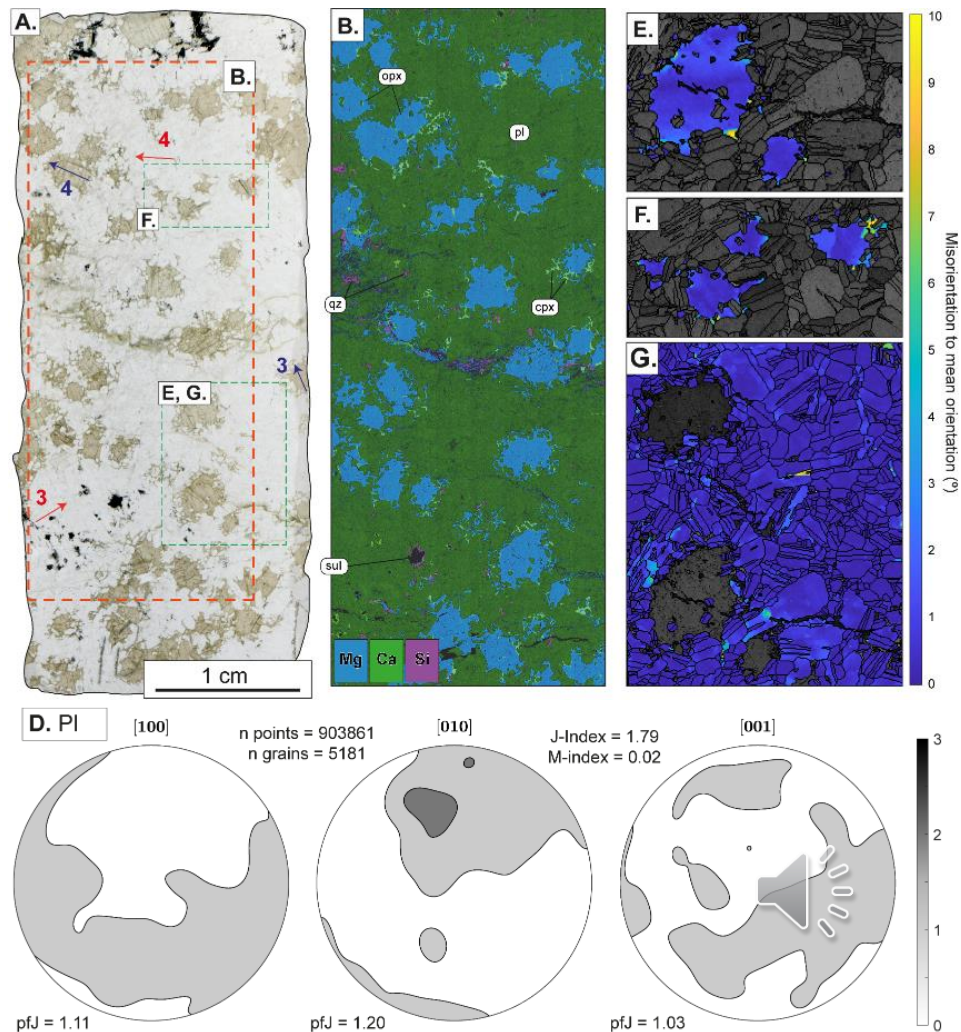 A.
B.
4
4
F.
E, G.
3
3
1 cm
B.
opx
pl
qz
cpx
sul
Mg Ca Si
E.
F.
G.
10
9
8
7
6
5
4
3
2
1
0
Misorientation to mean orientation (º)
D. Pl
[100]
n points = 903861
n grains = 5181
[010]
J-Index = 1.79
M-index = 0.02
[001]
pfJ = 1.11
pfJ = 1.20
pfJ = 1.03
3
2
1
0